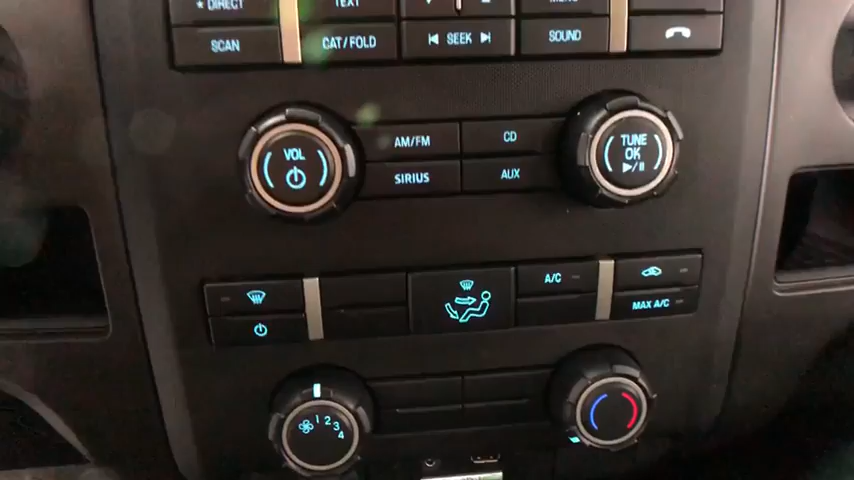 DIRECT
TEXT
SCAN
CAT/FOLD
SEEK
SOUND
VOL
AM/FM
CD
SIRIUS
AUX
TUNE
OK
A/C
MAX A/C
1 2 3 4